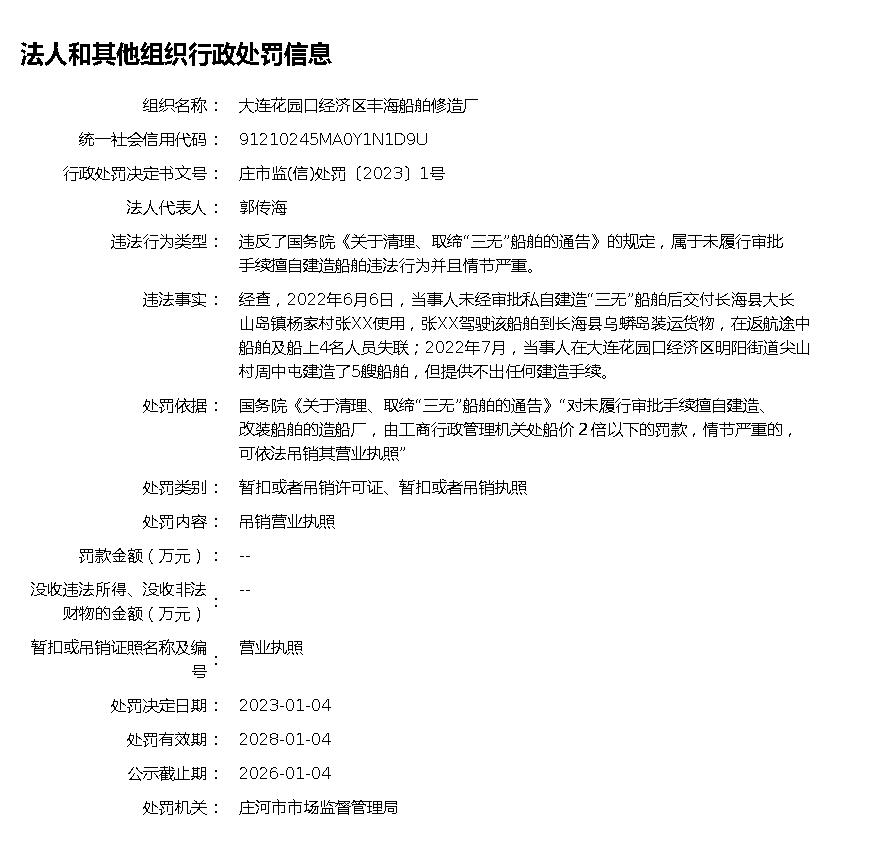 法人和其他组织行政处罚信息
组织名称： 大连花园口经济区丰海船舶修造厂
统一社会信用代码： 91210245MA0Y1N1D9U
行政处罚决定书文号： 庄市监(信)处罚〔2023〕1号
法人代表人： 郭传海
违法行为类型： 违反了国务院《关于清理、取缔“三无”船舶的通告》的规定，属于未履行审批
手续擅自建造船舶违法行为并且情节严重。
违法事实： 经查，2022年6月6日，当事人未经审批私自建造“三无”船舶后交付长海县大长
山岛镇杨家村张XX使用，张XX驾驶该船舶到长海县乌蟒岛装运货物，在返航途中
船舶及船上4名人员失联；2022年7月，当事人在大连花园口经济区明阳街道尖山
村周中屯建造了5艘船舶，但提供不出任何建造手续。
处罚依据： 国务院《关于清理、取缔“三无”船舶的通告》“对未履行审批手续擅自建造、
改装船舶的造船厂，由工商行政管理机关处船价２倍以下的罚款，情节严重的，
可依法吊销其营业执照”
处罚类别： 暂扣或者吊销许可证、暂扣或者吊销执照
处罚内容： 吊销营业执照
罚款金额（万元）： --
没收违法所得、没收非法
财物的金额（万元）： --
暂扣或吊销证照名称及编
号： 营业执照
处罚决定日期： 2023-01-04
处罚有效期： 2028-01-04
公示截止期： 2026-01-04
处罚机关： 庄河市市场监督管理局